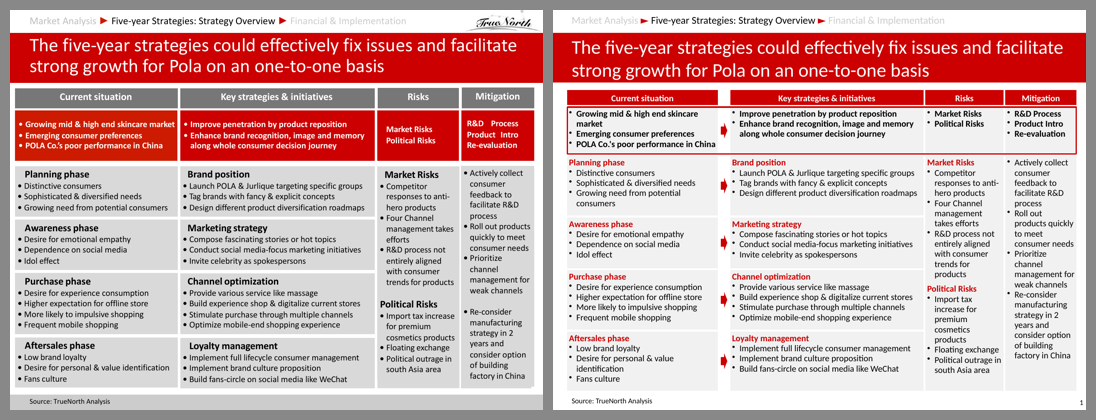 Market Analysis ► Five-year Strategies: Strategy Overview ► Financial & Implementation
TrueNorth
The five-year strategies could effectively fix issues and facilitate
strong growth for Pola on an one-to-one basis
Current situation
Key strategies & initiatives
Risks
Mitigation
• Growing mid & high end skincare market
• Emerging consumer preferences
• POLA Co.'s poor performance in China
• Improve penetration by product reposition
• Enhance brand recognition, image and memory
along whole consumer decision journey
Market Risks
Political Risks
R&D Process
Product Intro
Re-evaluation
Planning phase
• Distinctive consumers
• Sophisticated & diversified needs
• Growing need from potential consumers
Brand position
• Launch POLA & Jurlique targeting specific groups
• Tag brands with fancy & explicit concepts
• Design different product diversification roadmaps
Awareness phase
• Desire for emotional empathy
• Dependence on social media
• Idol effect
Marketing strategy
• Compose fascinating stories or hot topics
• Conduct social media-focus marketing initiatives
• Invite celebrity as spokespersons
Purchase phase
• Desire for experience consumption
• Higher expectation for offline store
• More likely to impulsive shopping
• Frequent mobile shopping
Channel optimization
• Provide various service like massage
• Build experience shop & digitalize current stores
• Stimulate purchase through multiple channels
• Optimize mobile-end shopping experience
Aftersales phase
• Low brand loyalty
• Desire for personal & value identification
• Fans culture
Loyalty management
• Implement full lifecycle consumer management
• Implement brand culture proposition
• Build fans-circle on social media like WeChat
Market Risks
• Competitor
responses to anti-
hero products
• Four Channel
management takes
efforts
• R&D process not
entirely aligned
with consumer
trends for products
Political Risks
• Import tax increase
for premium
cosmetics products
• Floating exchange
• Political outrage in
south Asia area
• Actively collect
consumer
feedback to
facilitate R&D
process
• Roll out products
quickly to meet
consumer needs
• Prioritize
channel
management for
weak channels
• Re-consider
manufacturing
strategy in 2
years and
consider option
of building
factory in China
Source: TrueNorth Analysis
Market Analysis ► Five-year Strategies: Strategy Overview ► Financial & Implementation
The five-year strategies could effectively fix issues and facilitate
strong growth for Pola on an one-to-one basis
Current situation
Key strategies & initiatives
Risks
Mitigation
• Growing mid & high end skincare
market
• Emerging consumer preferences
• POLA Co.'s poor performance in China
• Improve penetration by product reposition
• Enhance brand recognition, image and memory
along whole consumer decision journey
• Market Risks
• Political Risks
• R&D Process
• Product Intro
• Re-evaluation
Planning phase
• Distinctive consumers
• Sophisticated & diversified needs
• Growing need from potential
consumers
Brand position
• Launch POLA & Jurlique targeting specific groups
• Tag brands with fancy & explicit concepts
• Design different product diversification roadmaps
Awareness phase
• Desire for emotional empathy
• Dependence on social media
• Idol effect
Marketing strategy
• Compose fascinating stories or hot topics
• Conduct social media-focus marketing initiatives
• Invite celebrity as spokespersons
Purchase phase
• Desire for experience consumption
• Higher expectation for offline store
• More likely to impulsive shopping
• Frequent mobile shopping
Channel optimization
• Provide various service like massage
• Build experience shop & digitalize current stores
• Stimulate purchase through multiple channels
• Optimize mobile-end shopping experience
Aftersales phase
• Low brand loyalty
• Desire for personal & value
identification
• Fans culture
Loyalty management
• Implement full lifecycle consumer management
• Implement brand culture proposition
• Build fans-circle on social media like WeChat
Market Risks
• Competitor
responses to anti-
hero products
• Four Channel
management
takes efforts
• R&D process not
entirely aligned
with consumer
trends for
products
Political Risks
• Import tax
increase for
premium
cosmetics
products
• Floating exchange
• Political outrage in
south Asia area
• Actively collect
consumer
feedback to
facilitate R&D
process
• Roll out
products
quickly to meet
consumer needs
• Prioritize
channel
management for
weak channels
• Re-consider
manufacturing
strategy in 2
years and
consider option
of building
factory in China
Source: TrueNorth Analysis
1